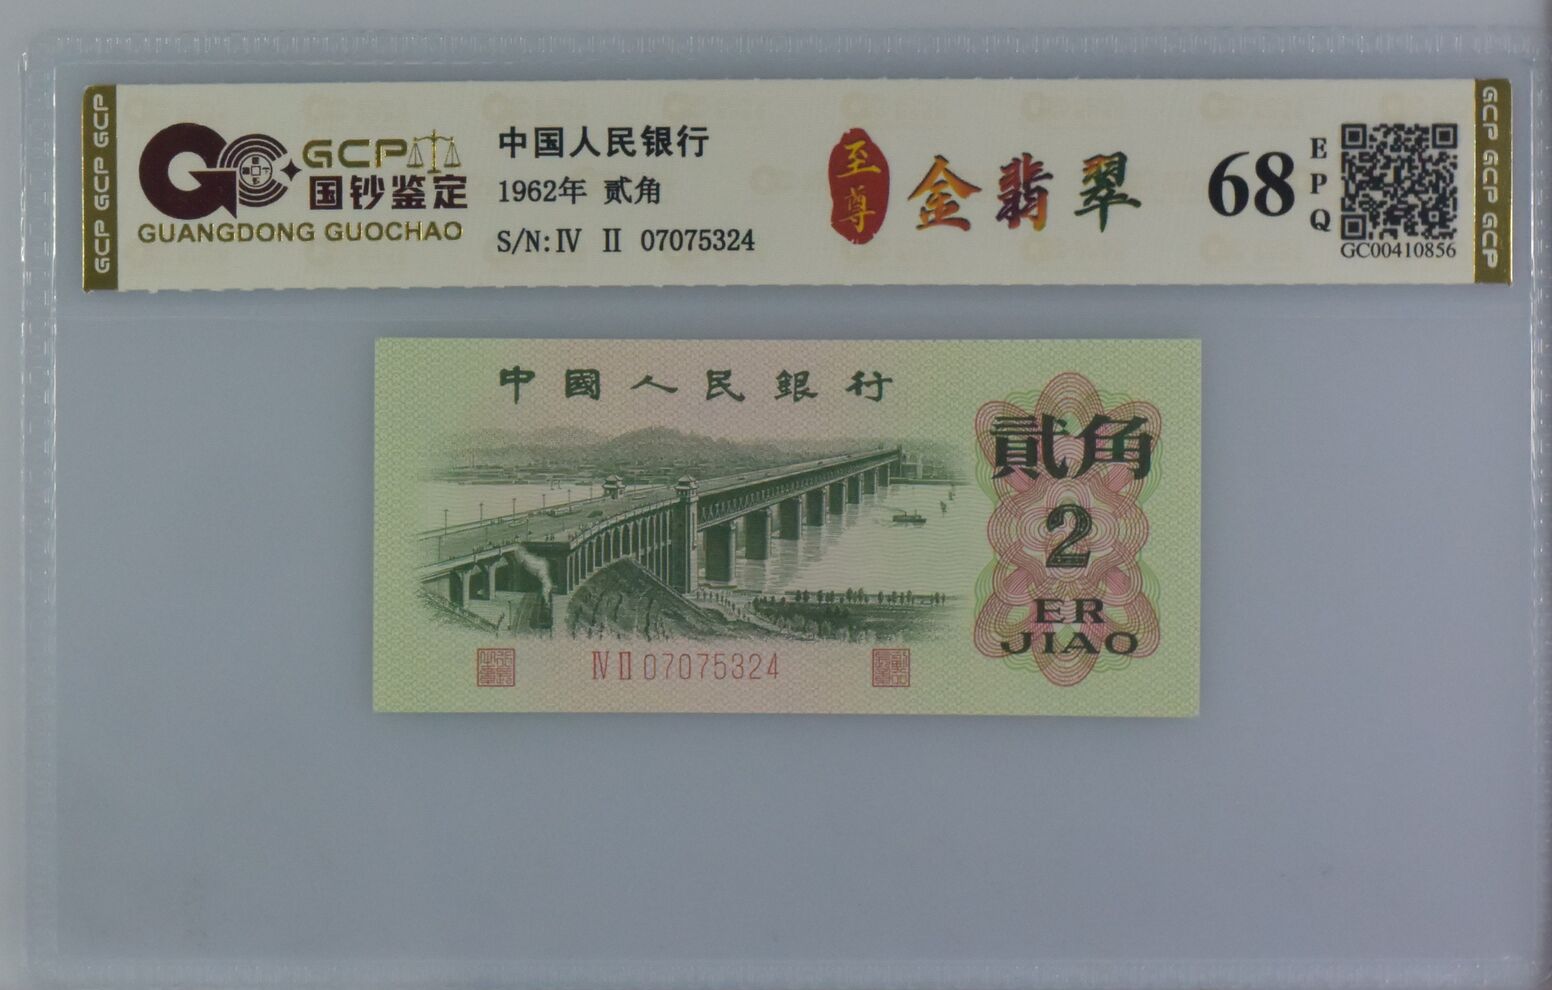 GCP GCP GCP
GCP
国钞鉴定
GUANGDONG GUOCHAO
中国人民银行
1962年 贰角
S/N:Ⅳ Ⅱ 07075324
至尊
金翡翠
68
EPQ
GC00410856
GCP GCP GCP
中國人民銀行
貳角
2
ER
JIAO
Ⅳ Ⅱ 07075324